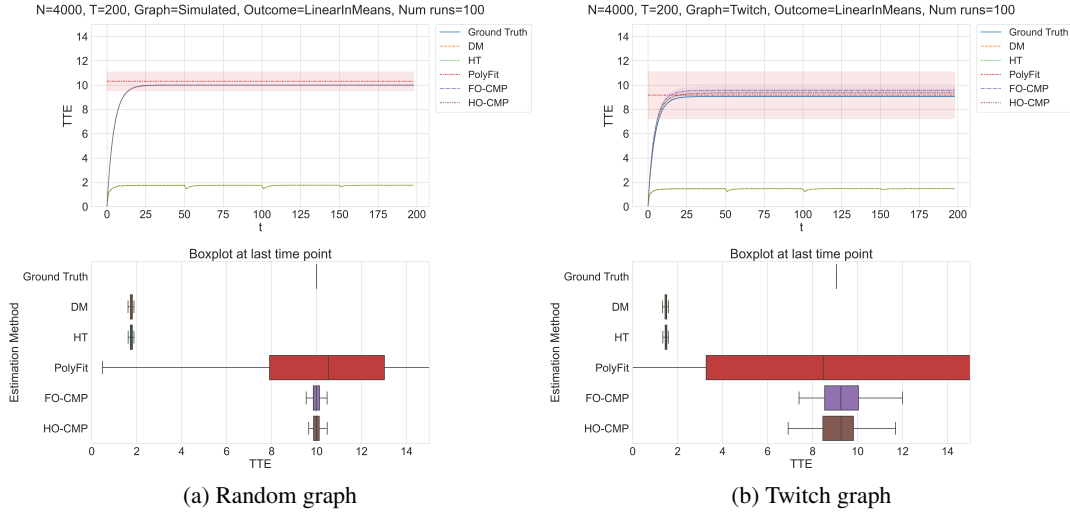 N=4000, T=200, Graph=Simulated, Outcome=LinearInMeans, Num runs=100
14
12
10
8
6
4
2
0
TTE
0 25 50 75 100 125 150 175 200
t
Ground Truth
DM
HT
PolyFit
FO-CMP
HO-CMP
Boxplot at last time point
Estimation Method
Ground Truth
DM
HT
PolyFit
FO-CMP
HO-CMP
0 2 4 6 8 10 12 14
TTE
(a) Random graph
N=4000, T=200, Graph=Twitch, Outcome=LinearInMeans, Num runs=100
14
12
10
8
6
4
2
0
TTE
0 25 50 75 100 125 150 175 200
t
Ground Truth
DM
HT
PolyFit
FO-CMP
HO-CMP
Boxplot at last time point
Estimation Method
Ground Truth
DM
HT
PolyFit
FO-CMP
HO-CMP
0 2 4 6 8 10 12 14
TTE
(b) Twitch graph